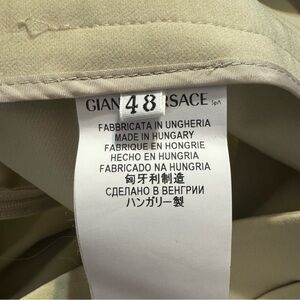 GIAN 48 RSACE SpA
FABBRICATA IN UNGHERIA
MADE IN HUNGARY
FABRIQUE EN HONGRIE
HECHO EN HUNGRIA
FABRICADO NA HUNGRIA
匈牙利制造
СДЕЛАНО В ВЕНГРИИ
ハンガリー製